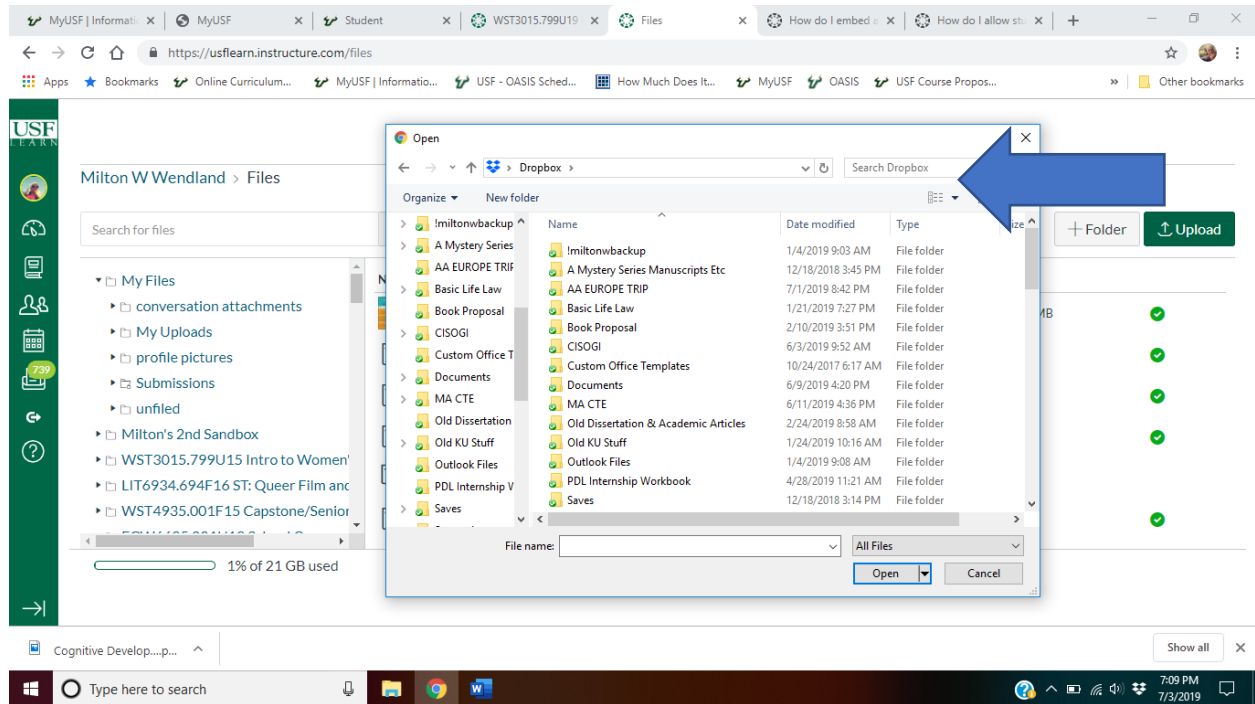 MyUSF | Informati
MyUSF
Student
WST3015.799U19
Files
How do I embed a
How do I allow stu
https://usflearn.instructure.com/files
Apps
Bookmarks
Online Curriculum...
MyUSF | Informatio...
USF - OASIS Sched...
How Much Does It...
MyUSF
OASIS
USF Course Propos...
»
Other bookmarks
USF
LEARN
739
Milton W Wendland > Files
Search for files
+ Folder
Upload
My Files
conversation attachments
My Uploads
profile pictures
Submissions
unfiled
Milton's 2nd Sandbox
WST3015.799U15 Intro to Women'
LIT6934.694F16 ST: Queer Film and
WST4935.001F15 Capstone/Senior
1% of 21 GB used
N
MB
Open
Dropbox >
Search Dropbox
Organize
New folder
!miltonwbackup
A Mystery Series
AA EUROPE TRIP
Basic Life Law
Book Proposal
CISOGI
Custom Office T
Documents
MA CTE
Old Dissertation
Old KU Stuff
Outlook Files
PDL Internship W
Saves
Name Date modified Type ize
!miltonwbackup 1/4/2019 9:03 AM File folder
A Mystery Series Manuscripts Etc 12/18/2018 3:45 PM File folder
AA EUROPE TRIP 7/1/2019 8:42 PM File folder
Basic Life Law 1/21/2019 7:27 PM File folder
Book Proposal 2/10/2019 3:51 PM File folder
CISOGI 6/3/2019 9:52 AM File folder
Custom Office Templates 10/24/2017 6:17 AM File folder
Documents 6/9/2019 4:20 PM File folder
MA CTE 6/11/2019 4:36 PM File folder
Old Dissertation & Academic Articles 2/24/2019 8:58 AM File folder
Old KU Stuff 1/24/2019 10:16 AM File folder
Outlook Files 1/4/2019 9:08 AM File folder
PDL Internship Workbook 4/28/2019 11:21 AM File folder
Saves 12/18/2018 3:14 PM File folder
File name:
All Files
Open
Cancel
Cognitive Develop....p...
Show all
Type here to search
7:09 PM
7/3/2019